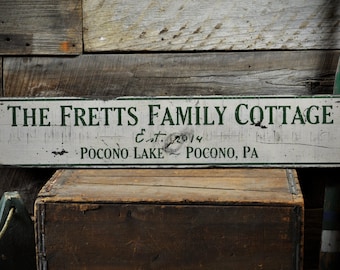 THE FRETTS FAMILY COTTAGE
Est. 2014
POCONO LAKE POCONO, PA